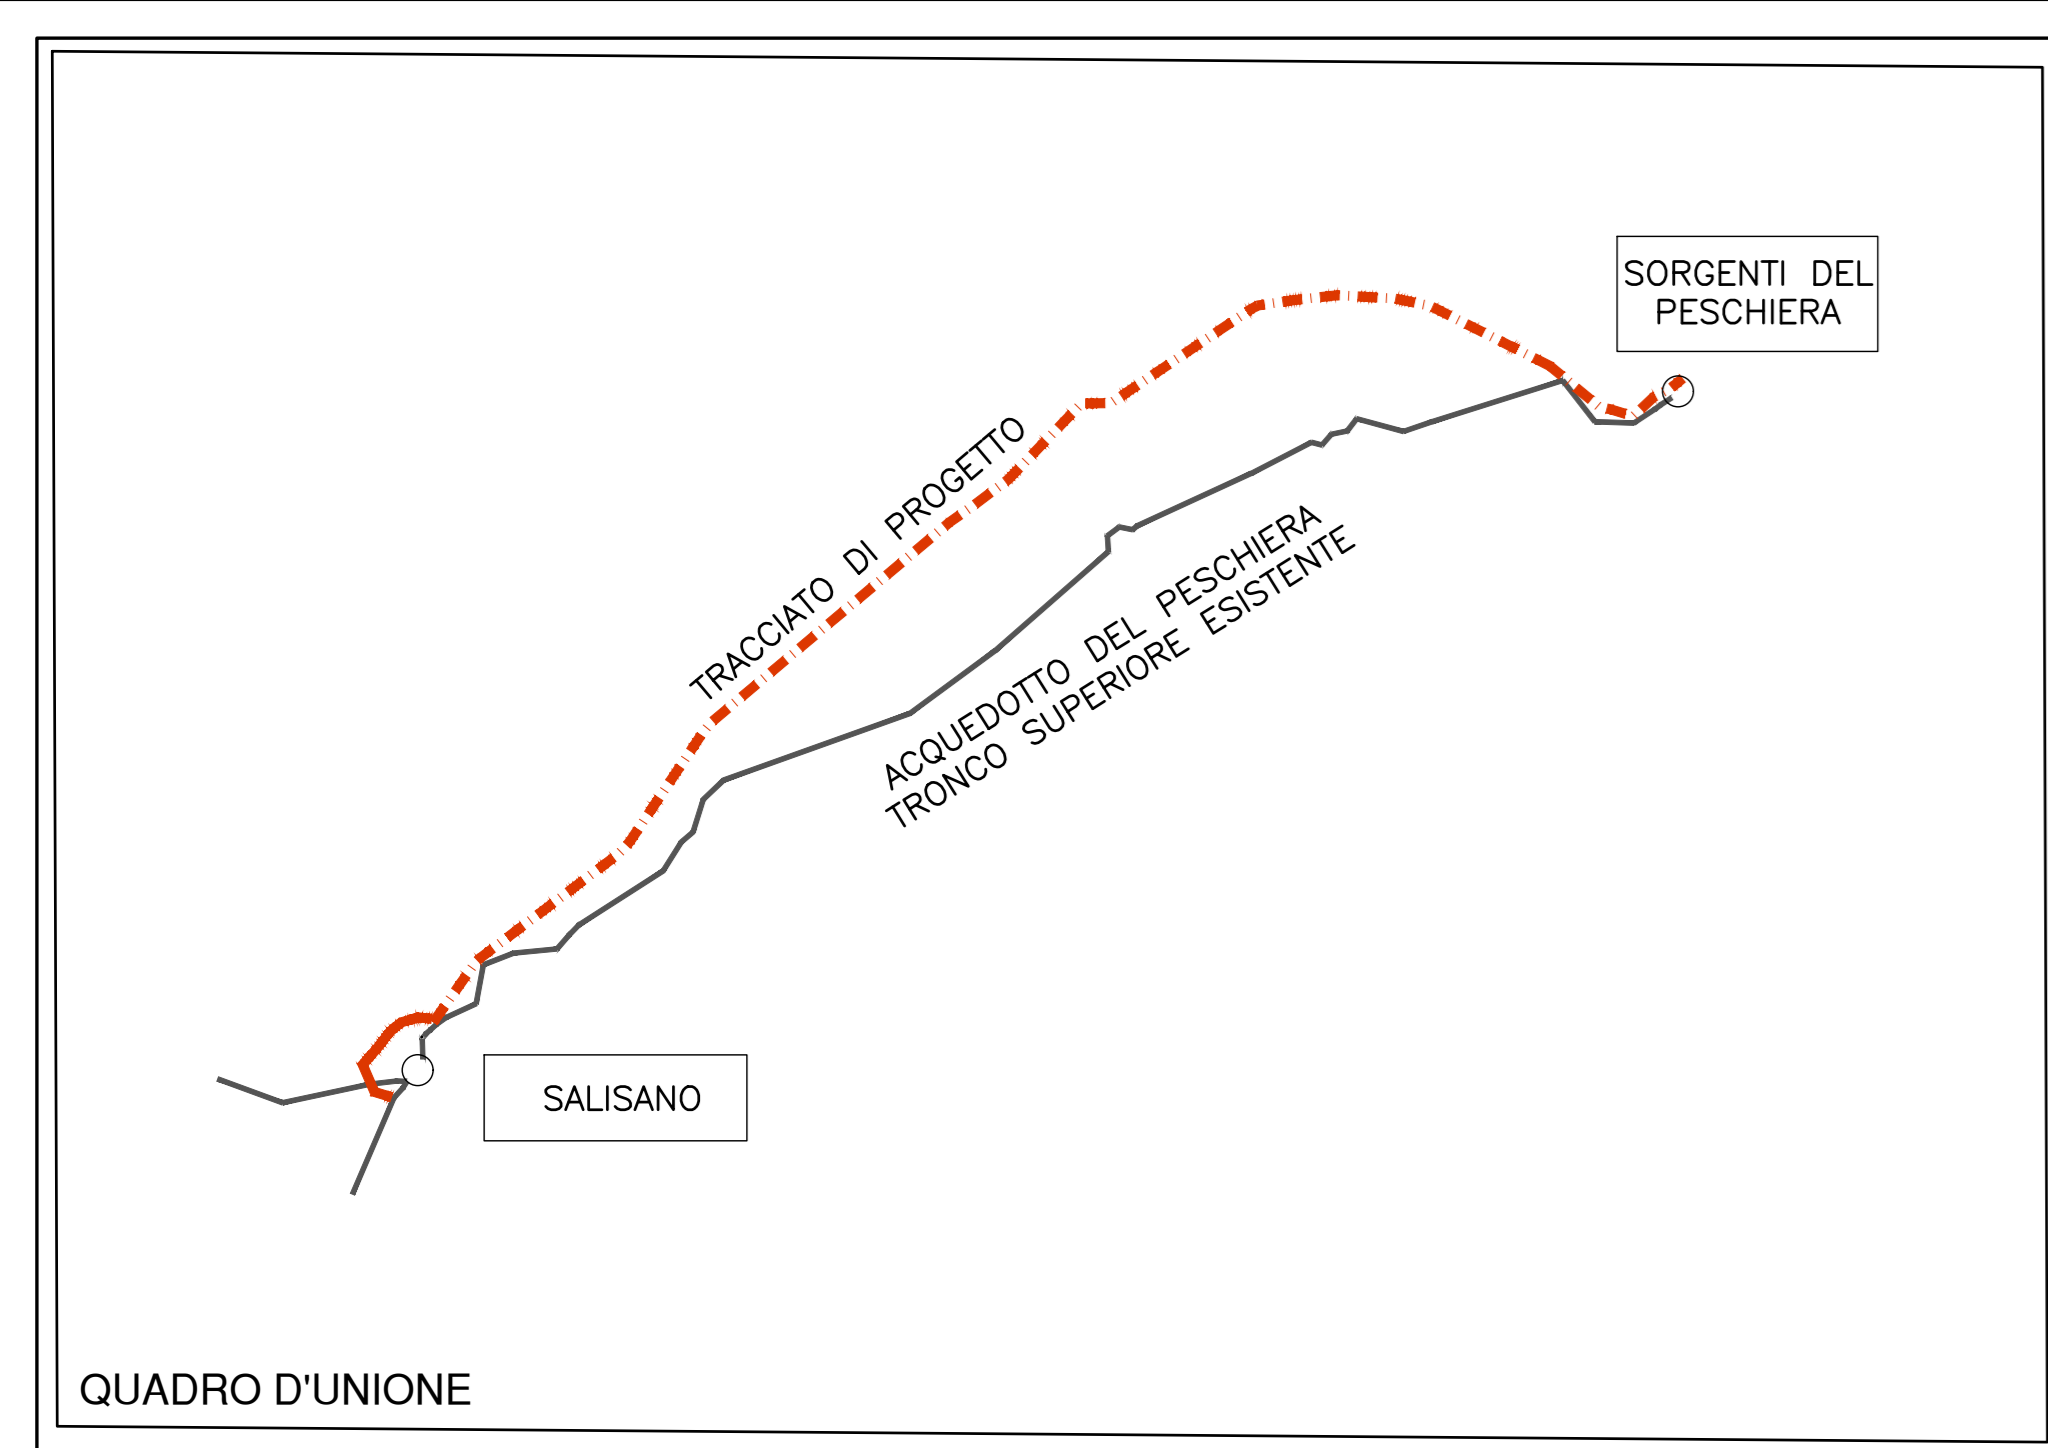 SORGENTI DEL
PESCHIERA
TRACCIATO DI PROGETTO
ACQUEDOTTO DEL PESCHIERA
TRONCO SUPERIORE ESISTENTE
SALISANO
QUADRO D'UNIONE